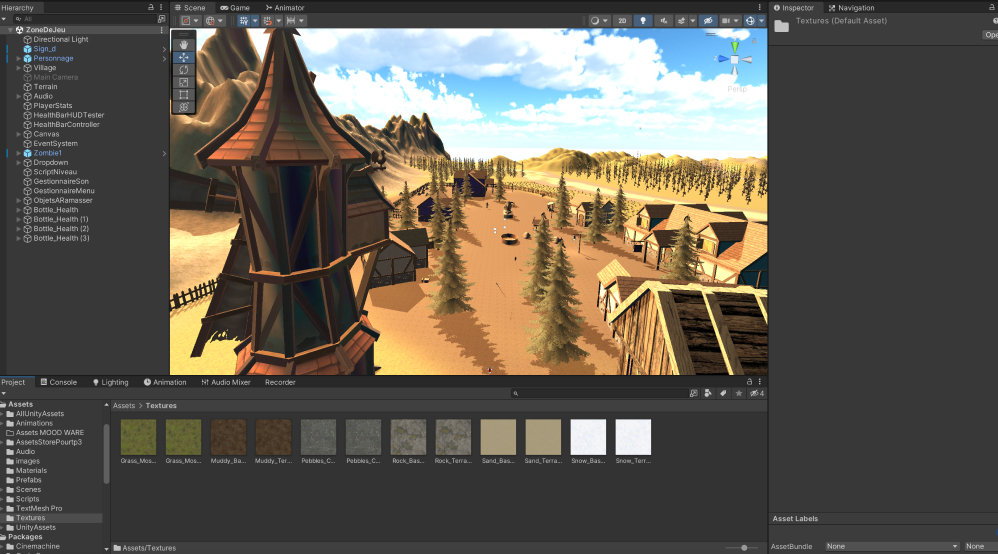 Hierarchy
Scene
Game
Animator
Inspector
Navigation
All
2D
Textures (Default Asset)
Ope
ZoneDeJeu
Directional Light
Sign_d
Personnage
Village
Main Camera
Terrain
Audio
PlayerStats
HealthBarHUDTester
HealthBarController
Canvas
EventSystem
Zombie1
Dropdown
ScriptNiveau
GestionnaireSon
GestionnaireMenu
ObjetsARamasser
Bottle_Health
Bottle_Health (1)
Bottle_Health (2)
Bottle_Health (3)
Persp
Project
Console
Lighting
Animation
Audio Mixer
Recorder
4
Assets
AllUnityAssets
Animations
Assets MOOD WARE
AssetsStorePourtp3
Audio
images
Materials
Prefabs
Scenes
Scripts
TextMesh Pro
Textures
UnityAssets
Packages
Cinemachine
Assets > Textures
Grass_Mos...
Grass_Mos...
Muddy_Ba...
Muddy_Ter...
Pebbles_C...
Pebbles_C...
Rock_Bas...
Rock_Terra...
Sand_Bas...
Sand_Terra...
Snow_Bas...
Snow_Terr...
Assets/Textures
Asset Labels
AssetBundle
None
None